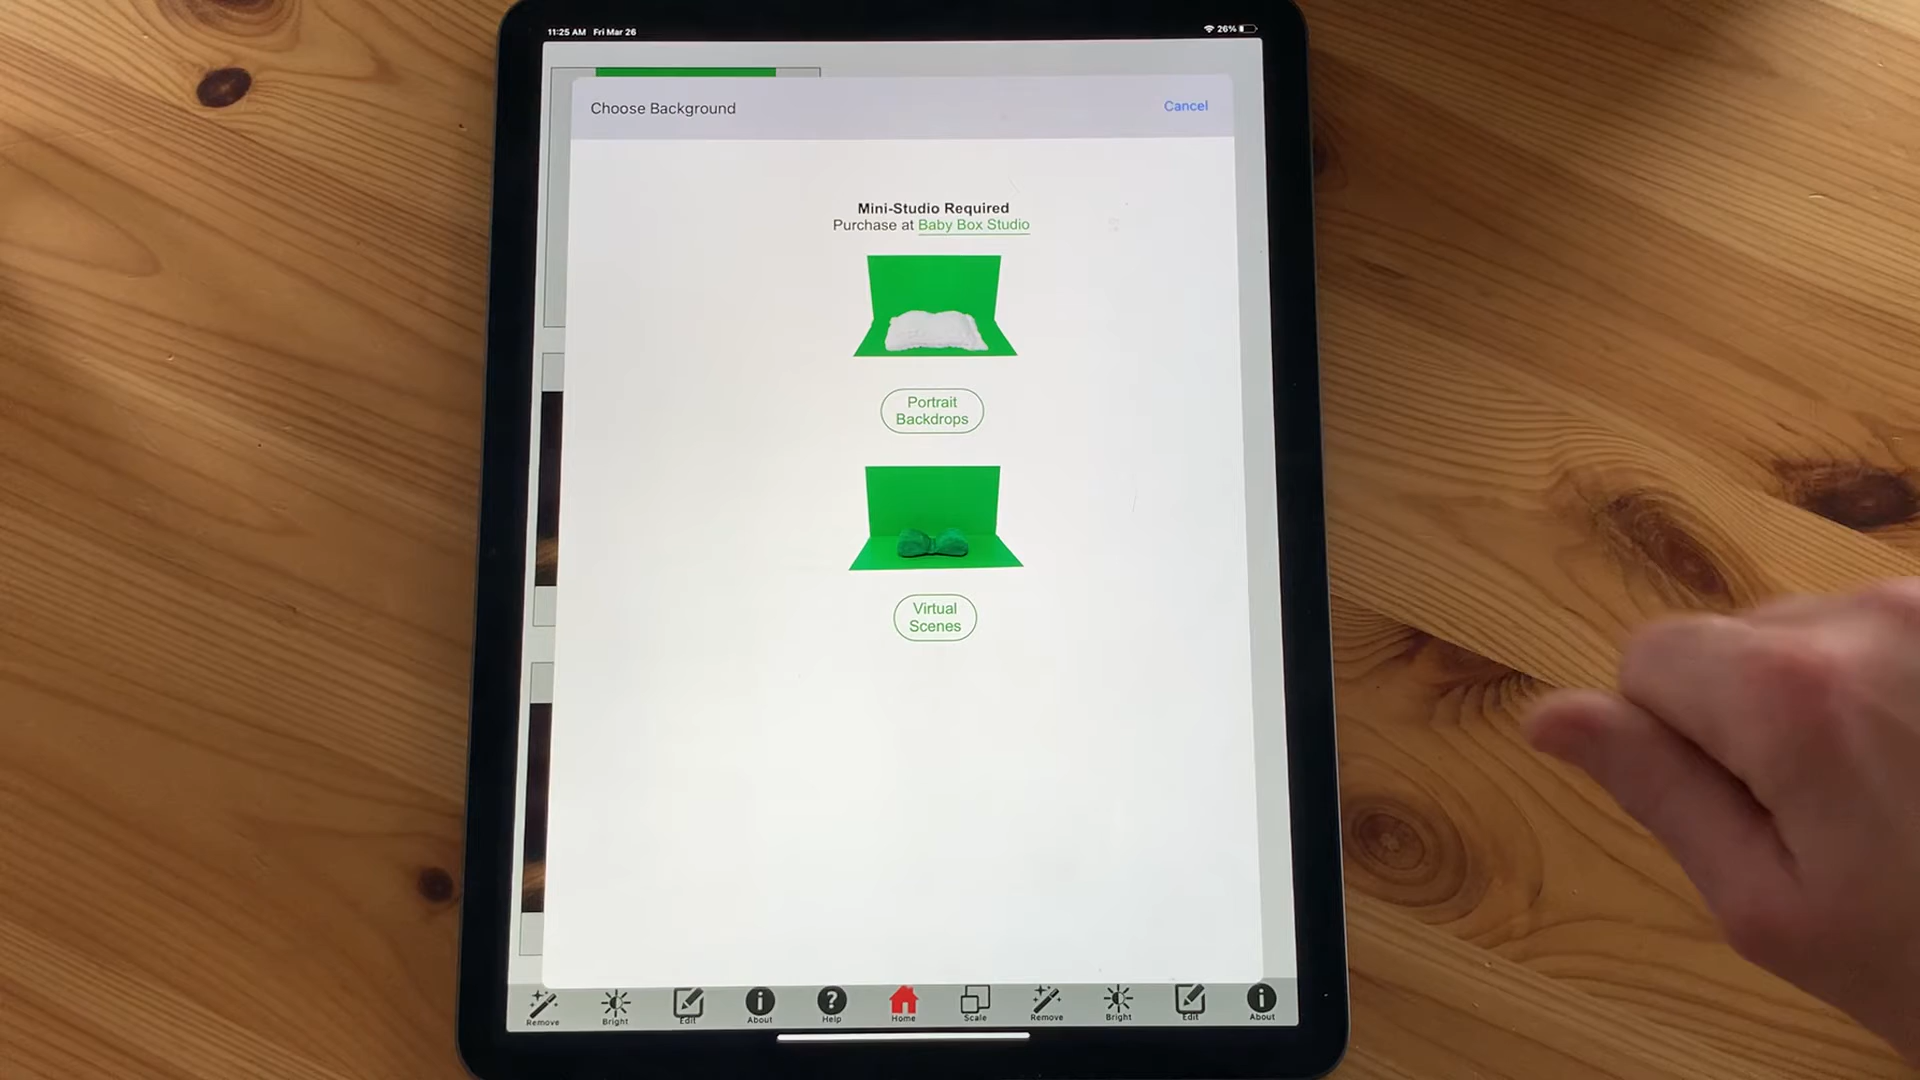 11:25 AM Fri Mar 26
26%
Choose Background
Cancel
Mini-Studio Required
Purchase at Baby Box Studio
Portrait
Backdrops
Virtual
Scenes
Remove
Bright
Edit
About
Help
Home
Scale
Remove
Bright
Edit
About